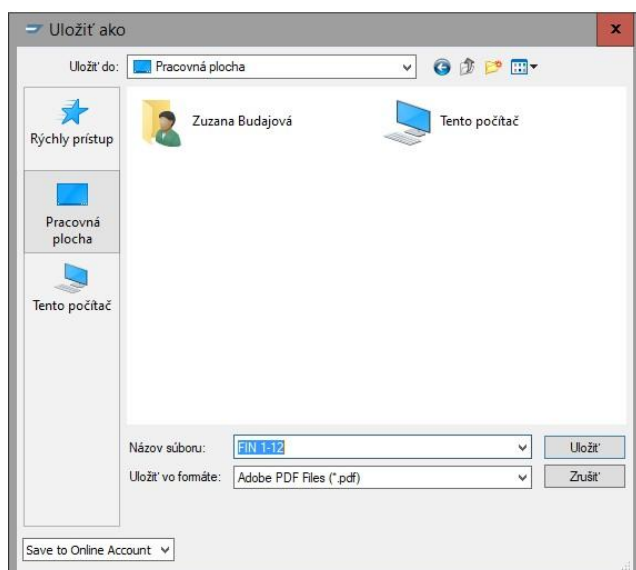 Uložiť ako
Uložiť do:
Pracovná plocha
Rýchly prístup
Pracovná
plocha
Tento počítač
Zuzana Budajová
Tento počítač
Názov súboru:
FIN 1-12
Uložiť
Uložiť vo formáte:
Adobe PDF Files (*.pdf)
Zrušiť
Save to Online Account